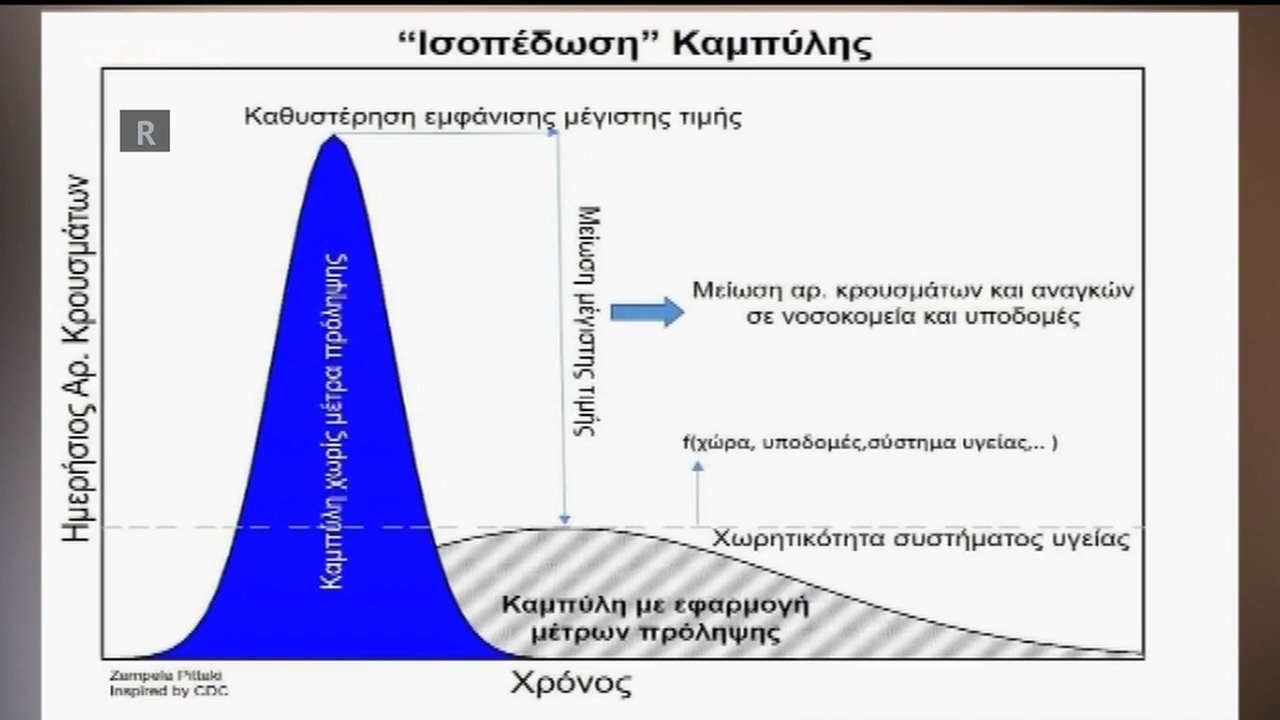 “Ισοπέδωση” Καμπύλης
R
Καθυστέρηση εμφάνισης μέγιστης τιμής
Ημερήσιος Αρ. Κρουσμάτων
Καμπύλη χωρίς μέτρα πρόληψης
Μείωση μέγιστης τιμής
Μείωση αρ. κρουσμάτων και αναγκών
σε νοσοκομεία και υποδομές
f(χώρα, υποδομές,σύστημα υγείας,.. )
Χωρητικότητα συστήματος υγείας
Καμπύλη με εφαρμογή
μέτρων πρόληψης
Zampela Pittaki
Inspired by CDC
Χρόνος